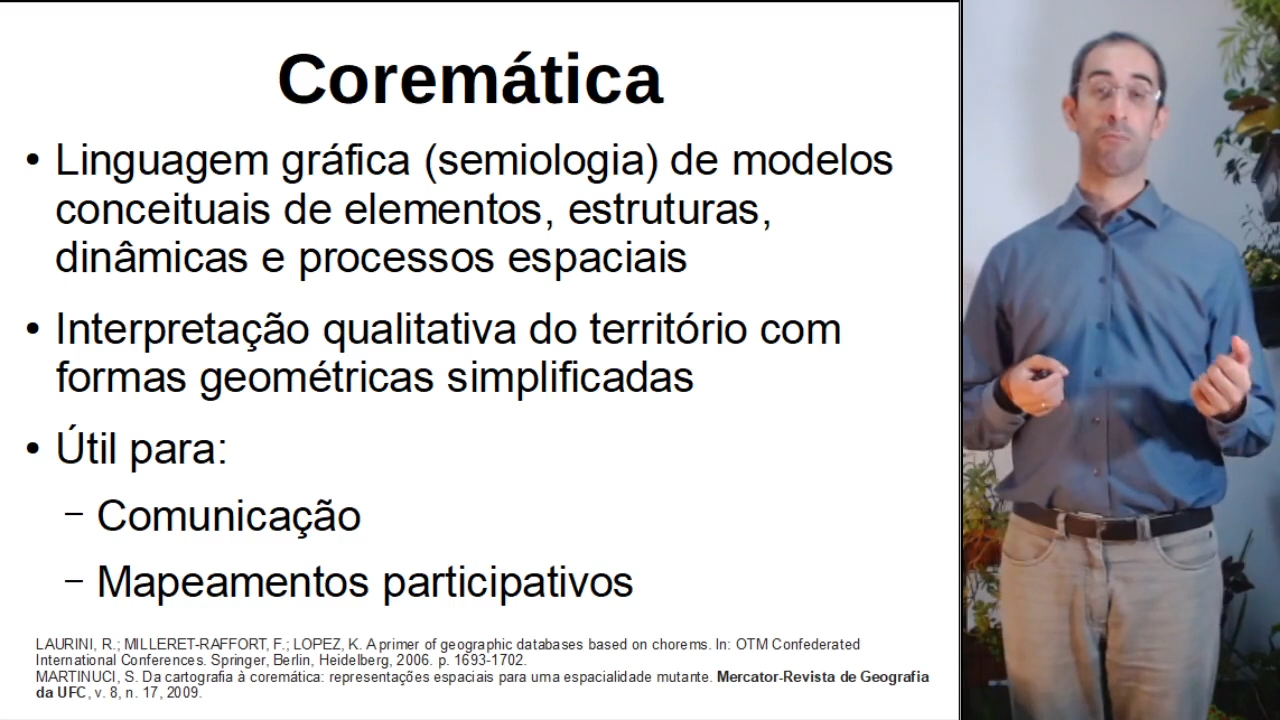 Coremática
• Linguagem gráfica (semiologia) de modelos
conceituais de elementos, estruturas,
dinâmicas e processos espaciais
• Interpretação qualitativa do território com
formas geométricas simplificadas
• Útil para:
– Comunicação
– Mapeamentos participativos
LAURINI, R.; MILLERET-RAFFORT, F.; LOPEZ, K. A primer of geographic databases based on chorems. In: OTM Confederated
International Conferences. Springer, Berlin, Heidelberg, 2006. p. 1693-1702.
MARTINUCI, S. Da cartografia à coremática: representações espaciais para uma espacialidade mutante. Mercator-Revista de Geografia
da UFC, v. 8, n. 17, 2009.